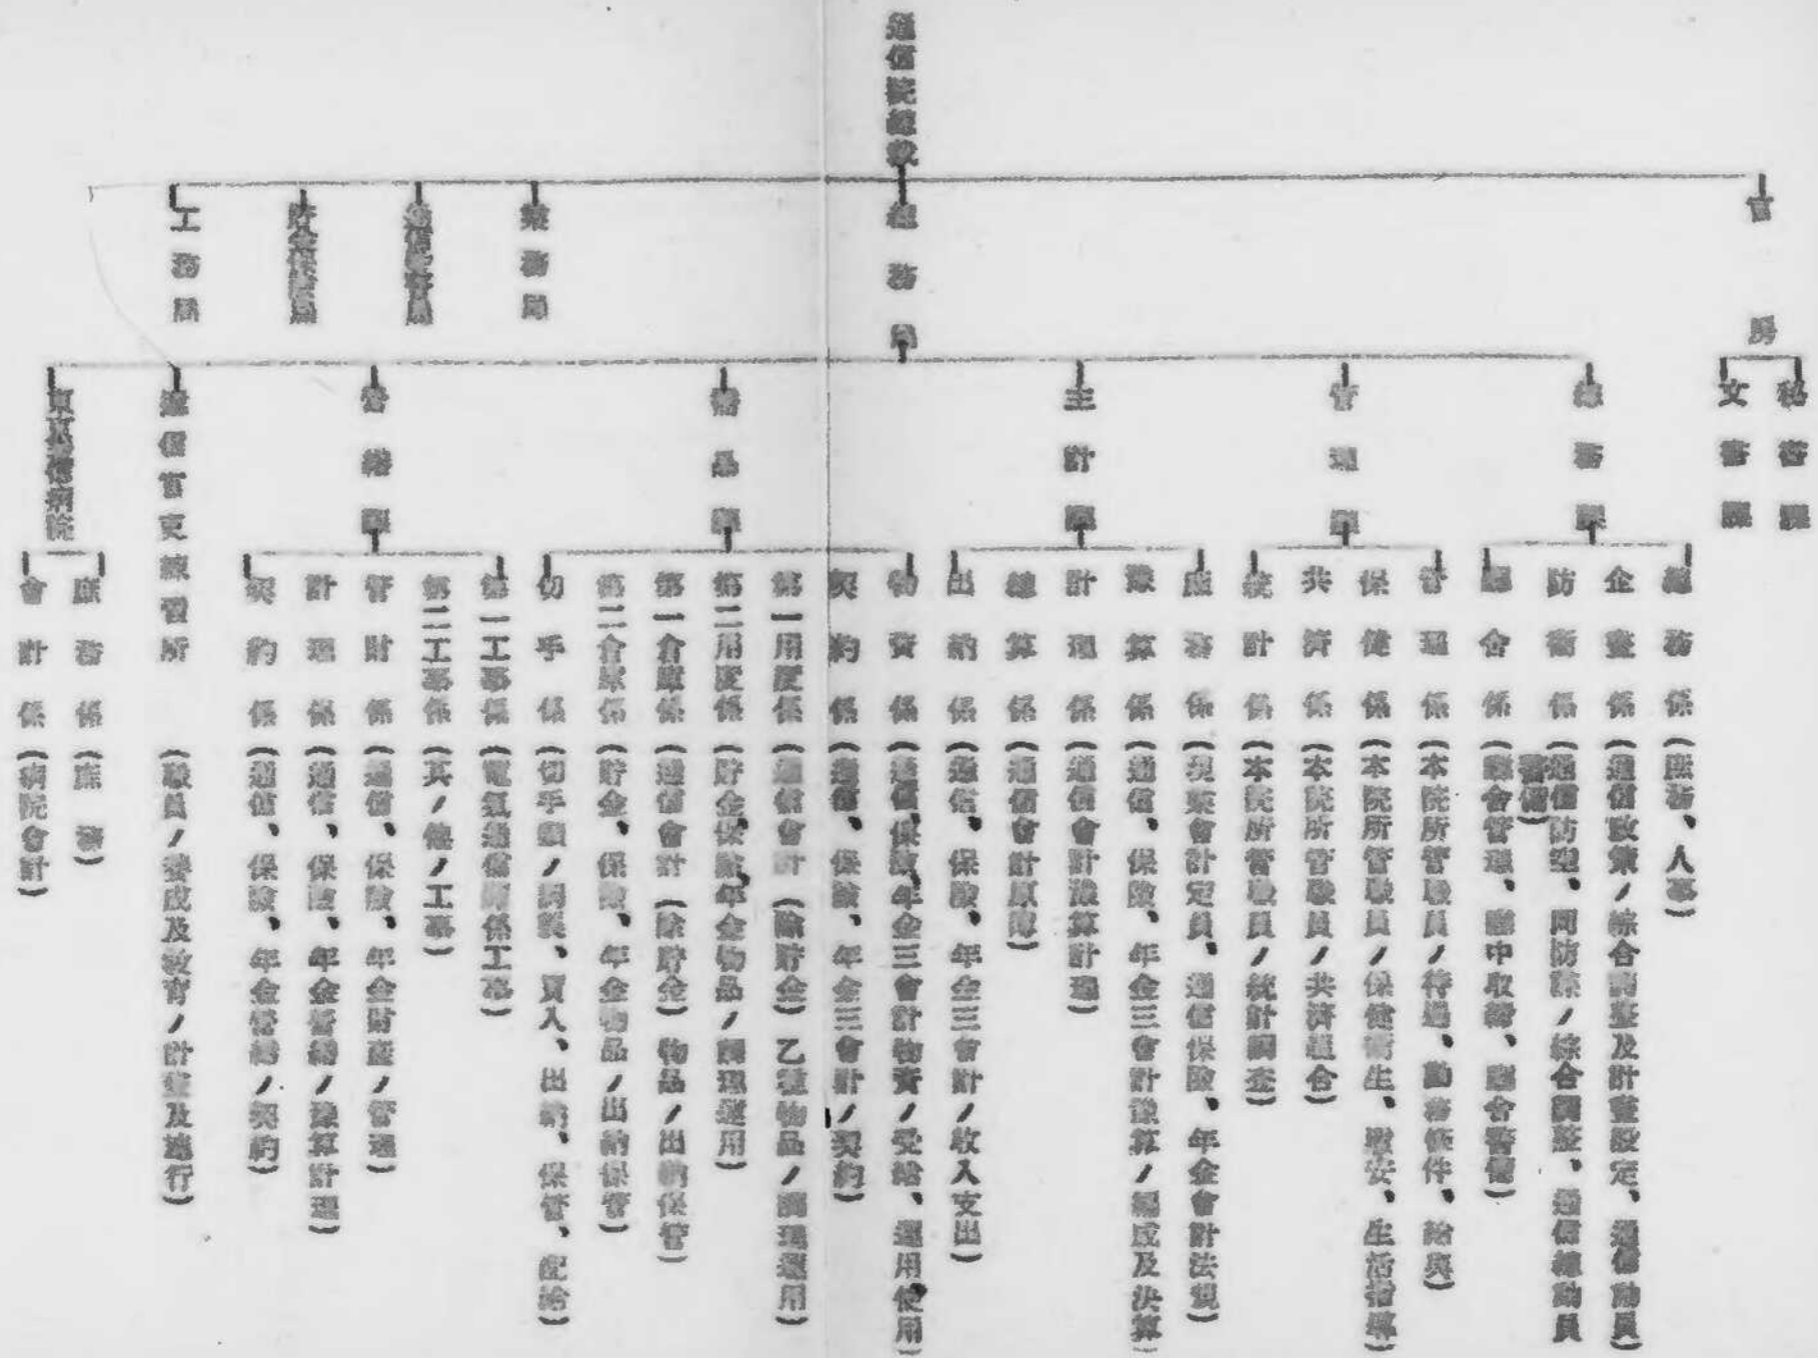 通信院總裁
官房
秘書課
文書課
總務局
業務局
工務局
總務課
總務係(庶務、人事)
企畫係(通信政策ノ綜合調整及計畫設定、通信動員)
防衞係(通信防空、同防諜ノ綜合調整、通信總動員
警備)
廳舎係(廳舎管理、廳中取締、廳舎警備)
管理課
管理係(本院所管職員ノ待遇、勤務條件、給與)
保健係(本院所管職員ノ保健衞生、慰安、生活指導)
共濟係(本院所管職員ノ共濟組合)
統計係(本院所管職員ノ統計調査)
主計課
庶務係(現業會計定員、通信保險、年金會計法規)
豫算係(通信、保險、年金三會計豫算ノ編成及決算)
計理係(通信會計豫算計理)
總算係(通信會計原簿)
出納係(通信、保險、年金三會計ノ收入支出)
物資係(通信、保險、年金三會計物資ノ受給、運用使用)
契約係(通信、保險、年金三會計ノ契約)
第一用度係(通信會計(除貯金)乙種物品ノ調理運用)
第二用度係(貯金、保險、年金物品ノ調理運用)
第一倉庫係(通信會計(除貯金)物品ノ出納保管)
第二倉庫係(貯金、保險、年金物品ノ出納保管)
切手係(切手類ノ調製、買入、出納、保管、配給)
營繕課
第一工事係(電氣通信關係工事)
第二工事係(其ノ他ノ工事)
管財係(通信、保險、年金財產ノ管理)
計理係(通信、保險、年金營繕ノ豫算計理)
契約係(通信、保險、年金營繕ノ契約)
通信官吏練習所(職員ノ養成及敎育ノ計畫及施行)
東京遞信病院
庶務係(庶務)
會計係(病院會計)